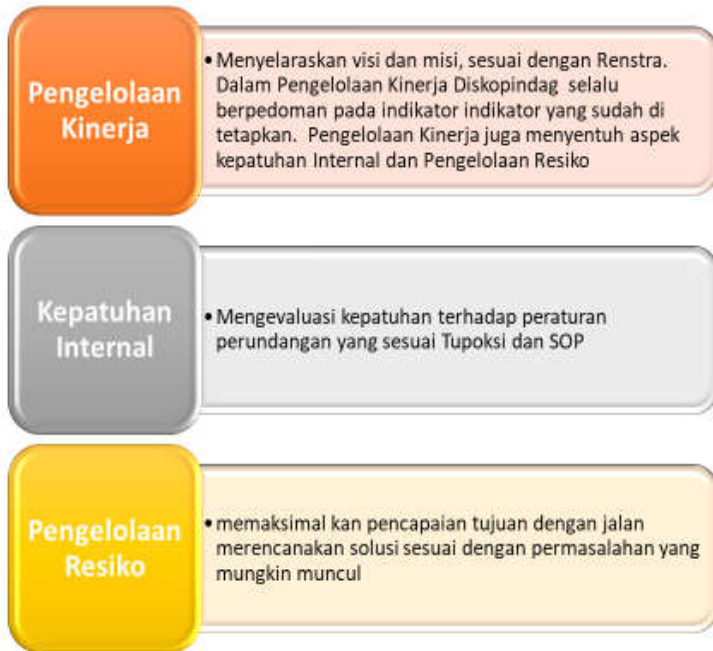 Pengelolaan
Kinerja
• Menyelaraskan visi dan misi, sesuai dengan Renstra.
Dalam Pengelolaan Kinerja Diskopindag selalu
berpedoman pada indikator indikator yang sudah di
tetapkan. Pengelolaan Kinerja juga menyentuh aspek
kepatuhan Internal dan Pengelolaan Resiko
Kepatuhan
Internal
• Mengevaluasi kepatuhan terhadap peraturan
perundangan yang sesuai Tupoksi dan SOP
Pengelolaan
Resiko
• memaksimal kan pencapaian tujuan dengan jalan
merencanakan solusi sesuai dengan permasalahan yang
mungkin muncul